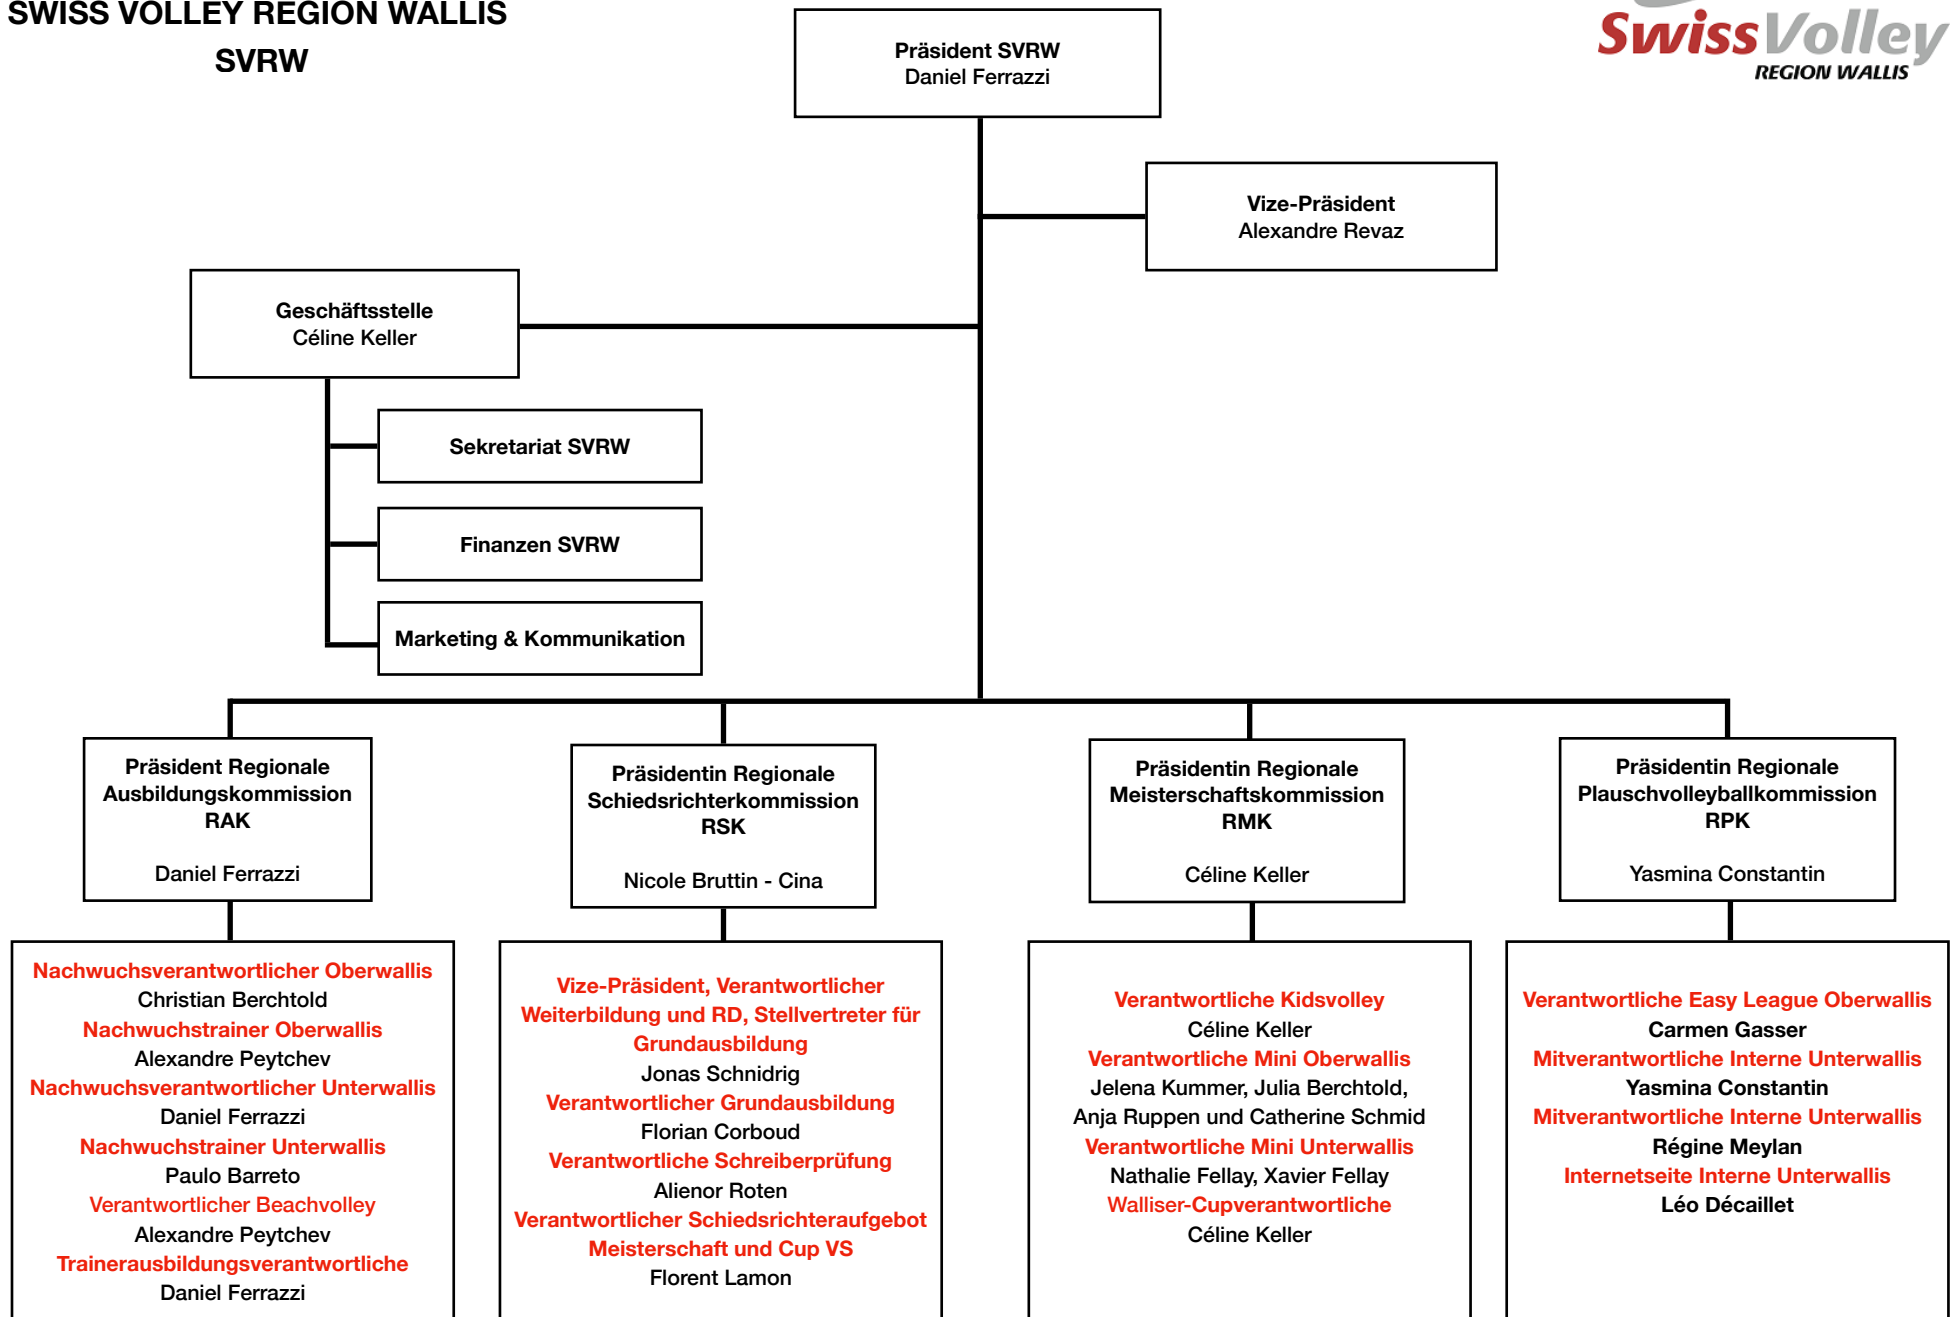 SWISS VOLLEY REGION WALLIS
SVRW
SwissVolley
REGION WALLIS
Präsident SVRW
Daniel Ferrazzi
Vize-Präsident
Alexandre Revaz
Geschäftsstelle
Céline Keller
Sekretariat SVRW
Finanzen SVRW
Marketing & Kommunikation
Präsident Regionale
Ausbildungskommission
RAK
Daniel Ferrazzi
Präsidentin Regionale
Schiedsrichterkommission
RSK
Nicole Bruttin - Cina
Präsidentin Regionale
Meisterschaftskommission
RMK
Céline Keller
Präsidentin Regionale
Plauschvolleyballkommission
RPK
Yasmina Constantin
Nachwuchsverantwortlicher Oberwallis
Christian Berchtold
Nachwuchstrainer Oberwallis
Alexandre Peytchev
Nachwuchsverantwortlicher Unterwallis
Daniel Ferrazzi
Nachwuchstrainer Unterwallis
Paulo Barreto
Verantwortlicher Beachvolley
Alexandre Peytchev
Trainerausbildungsverantwortliche
Daniel Ferrazzi
Vize-Präsident, Verantwortlicher
Weiterbildung und RD, Stellvertreter für
Grundausbildung
Jonas Schnidrig
Verantwortlicher Grundausbildung
Florian Corboud
Verantwortliche Schreiberprüfung
Alienor Roten
Verantwortlicher Schiedsrichteraufgebot
Meisterschaft und Cup VS
Florent Lamon
Verantwortliche Kidsvolley
Céline Keller
Verantwortliche Mini Oberwallis
Jelena Kummer, Julia Berchtold,
Anja Ruppen und Catherine Schmid
Verantwortliche Mini Unterwallis
Nathalie Fellay, Xavier Fellay
Walliser-Cupverantwortliche
Céline Keller
Verantwortliche Easy League Oberwallis
Carmen Gasser
Mitverantwortliche Interne Unterwallis
Yasmina Constantin
Mitverantwortliche Interne Unterwallis
Régine Meylan
Internetseite Interne Unterwallis
Léo Décaillet